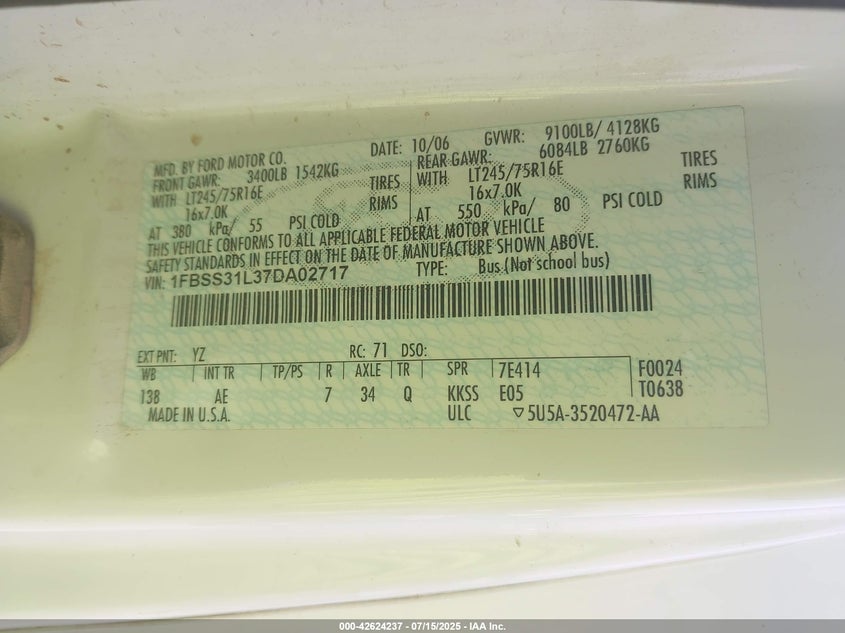 MFD. BY FORD MOTOR CO. DATE: 10/06 GVWR: 9100LB/ 4128KG
FRONT GAWR: 3400LB 1542KG REAR GAWR: 6084LB 2760KG
WITH LT245/75R16E TIRES WITH LT245/75R16E TIRES
16x7.0K RIMS 16x7.0K RIMS
AT 380 kPa/ 55 PSI COLD AT 550 kPa/ 80 PSI COLD
THIS VEHICLE CONFORMS TO ALL APPLICABLE FEDERAL MOTOR VEHICLE
SAFETY STANDARDS IN EFFECT ON THE DATE OF MANUFACTURE SHOWN ABOVE.
VIN: 1FBSS31L37DA02717 TYPE: Bus (Not school bus)
EXT PNT: YZ RC: 71 DSO:
WB INT TR TP/PS R AXLE TR SPR 7E414 F0024
138 AE 7 34 Q KKSS E05 T0638
MADE IN U.S.A. ULC ▽5U5A-3520472-AA
000-42624237 - 07/15/2025 - IAA Inc.